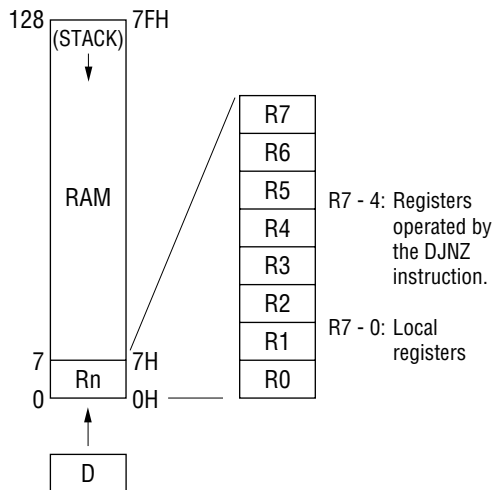 128
7FH
(STACK)
RAM
7
7H
Rn
0
0H
D
R7
R6
R5
R4
R3
R2
R1
R0
R7 - 4: Registers
operated by
the DJNZ
instruction.
R7 - 0: Local
registers